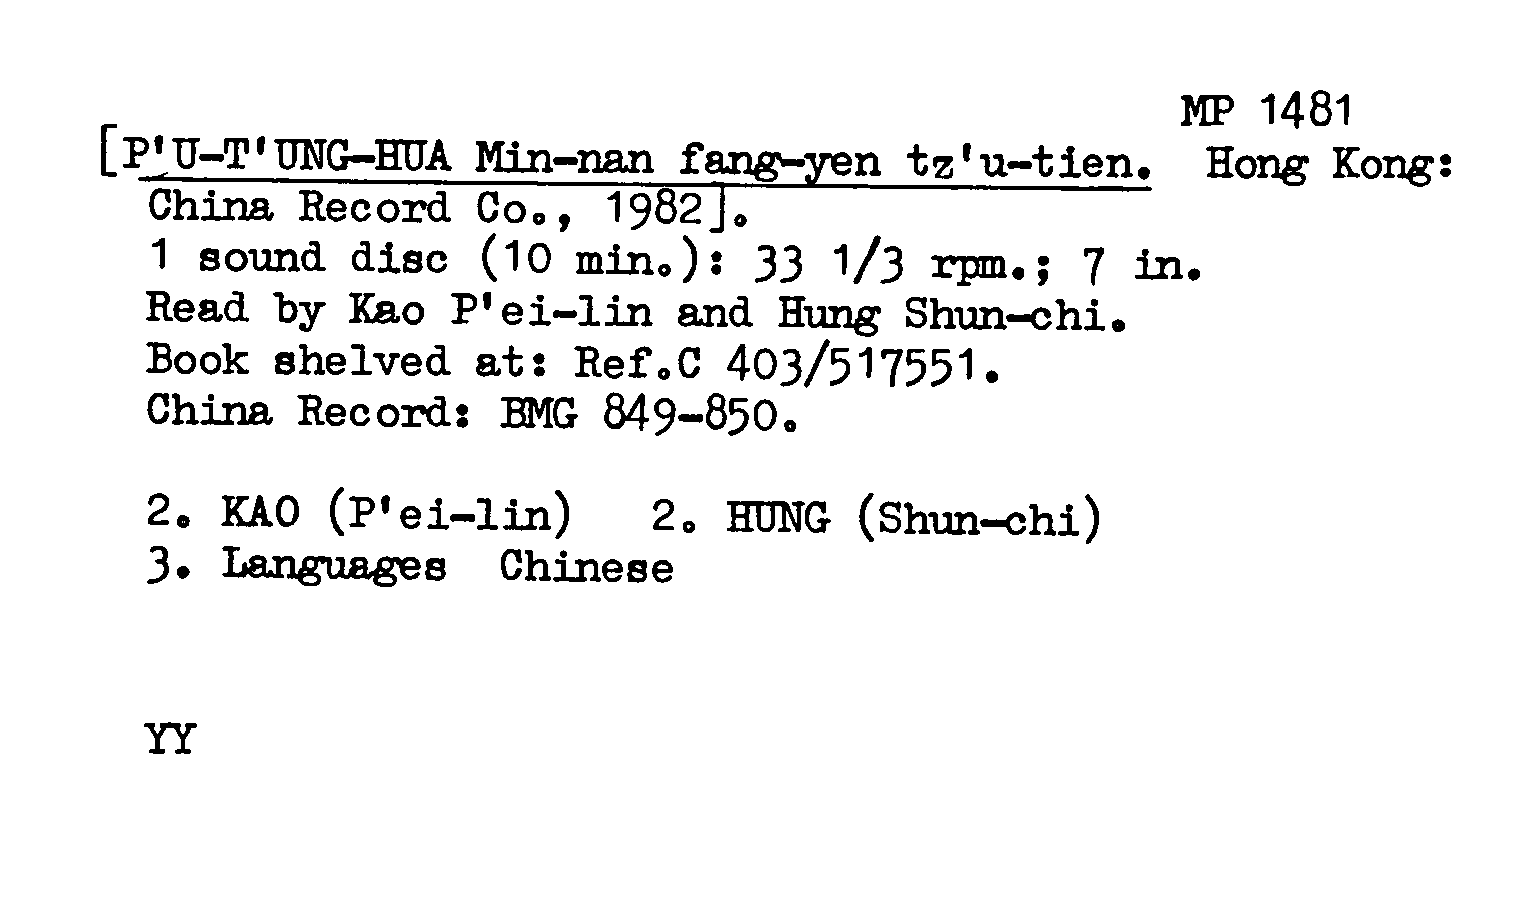 MP 1481
[P'U-T'UNG-HUA Min-nan fang-yen tz'u-tien. Hong Kong:
China Record Co., 1982].
1 sound disc (10 min.): 33 1/3 rpm.; 7 in.
Read by Kao P'ei-lin and Hung Shun-chi.
Book shelved at: Ref.C 403/517551.
China Record: BMG 849-850.
2. KAO (P'ei-lin) 2. HUNG (Shun-chi)
3. Languages Chinese
YY